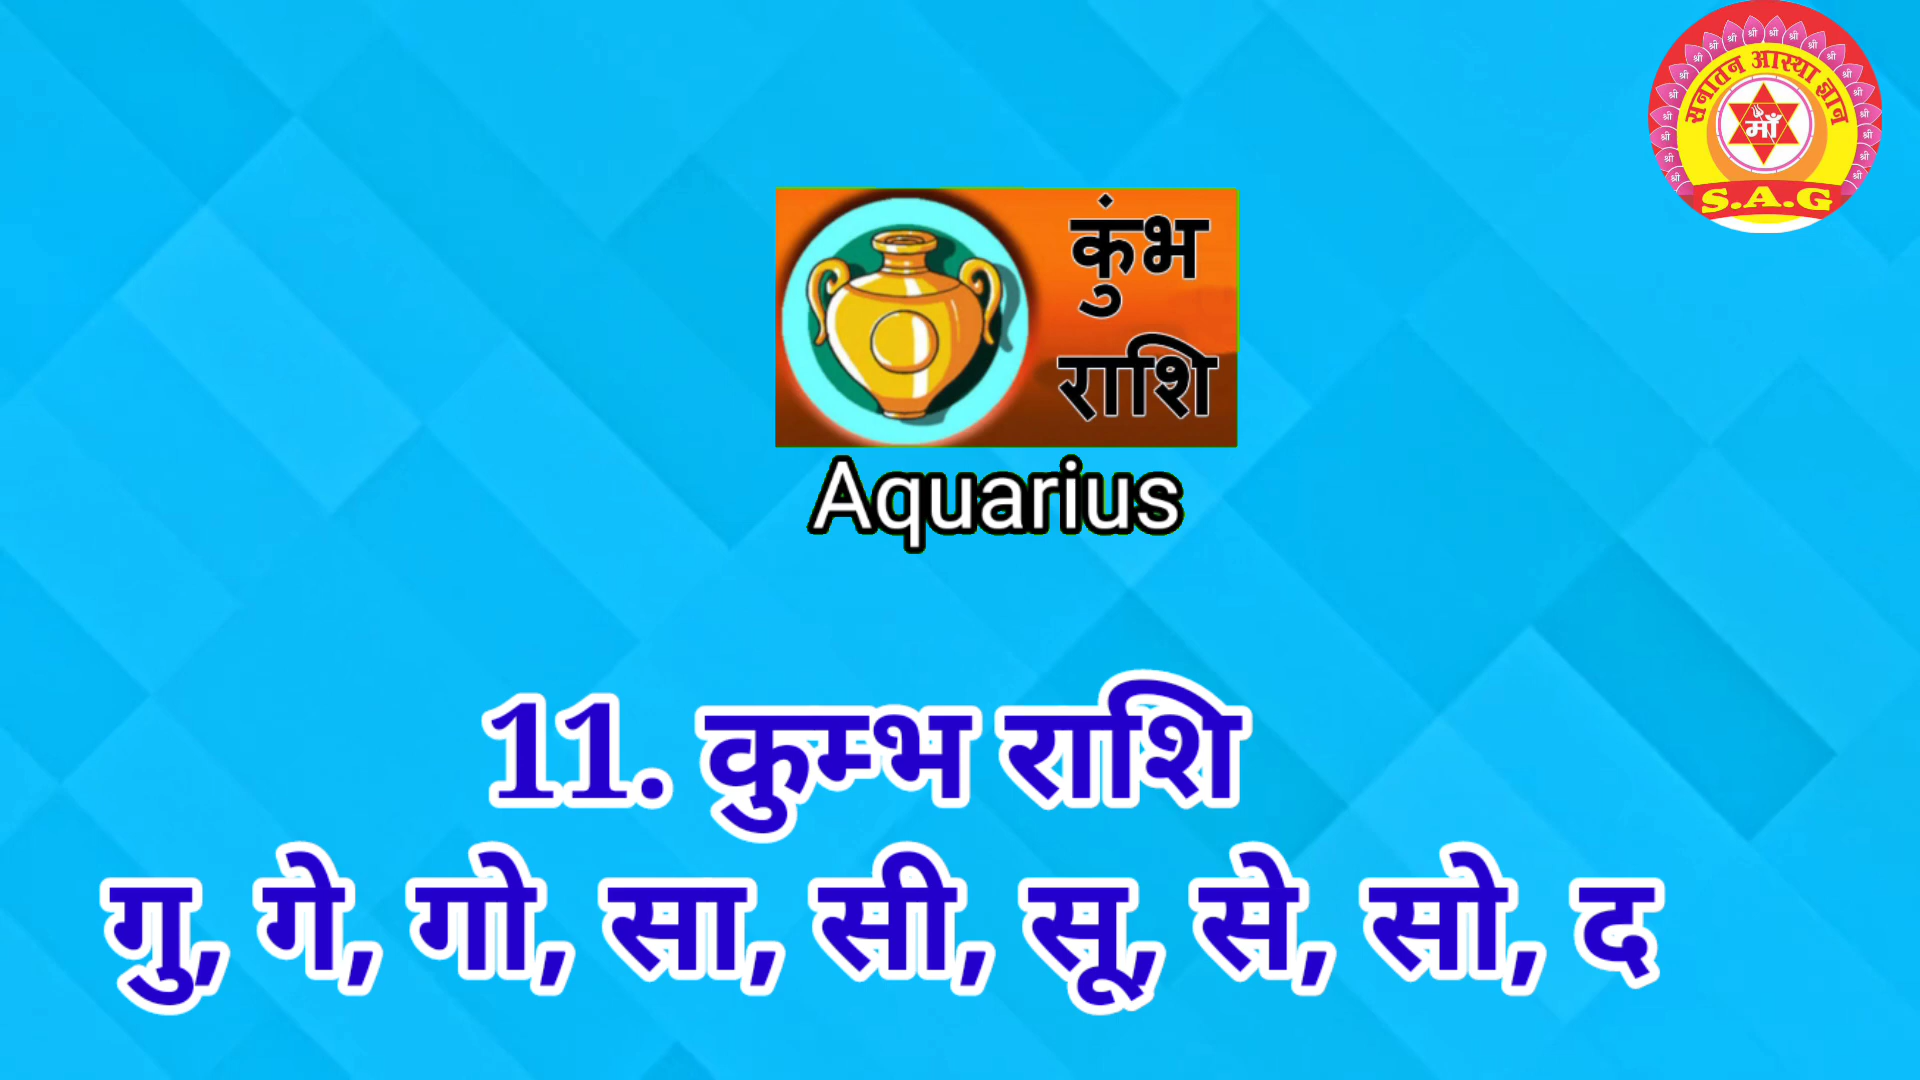 सनातन आस्था ज्ञान
माँ
S.A.G
कुंभ
राशि
Aquarius
11. कुम्भ राशि
गु, गे, गो, सा, सी, सू, से, सो, द